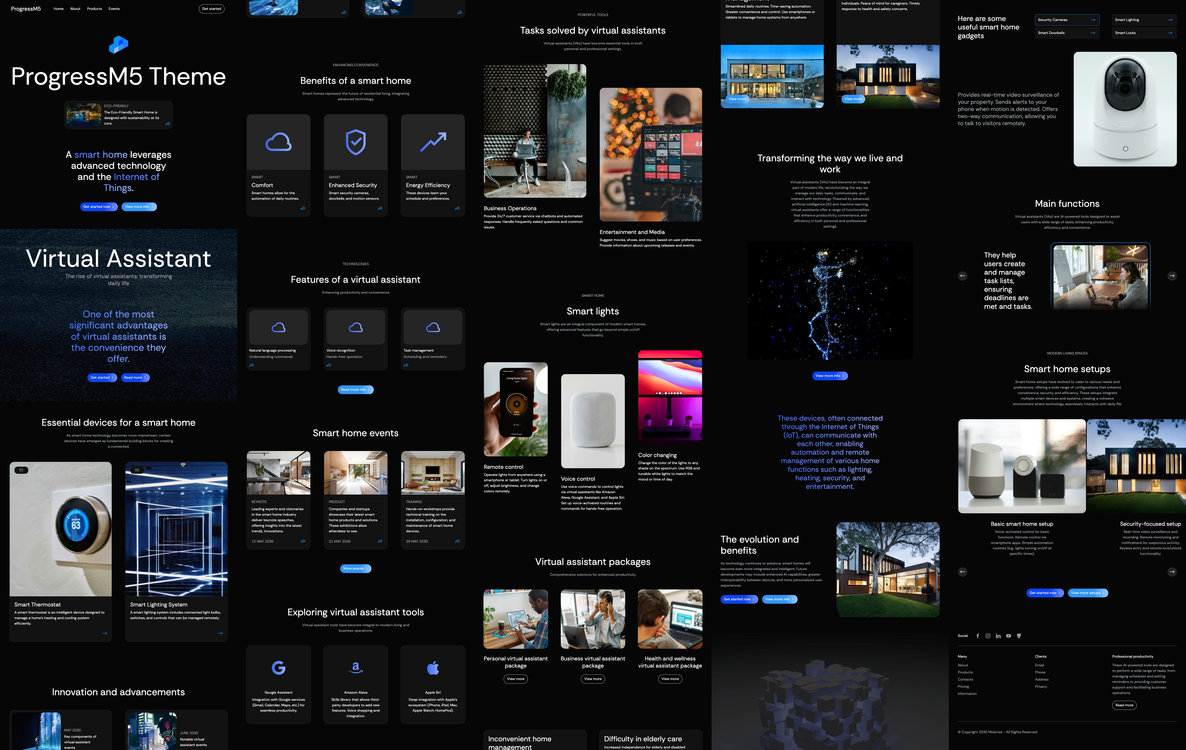 ProgressM5
Home
About
Products
Events
Get started
ProgressM5 Theme
ECO-FRIENDLY
The Eco-Friendly Smart Home is
designed with sustainability at its
core.
A smart home leverages
advanced technology
and the Internet of
Things.
Get started now
View more info
Virtual Assistant
The rise of virtual assistants: transforming
daily life
One of the most
significant advantages
of virtual assistants is
the convenience they
offer.
Get started
Read more
Essential devices for a smart home
As smart home technology becomes more mainstream, certain
devices have emerged as fundamental building blocks for creating
a connected.
01
Smart Thermostat
A smart thermostat is an intelligent device designed to
manage a home's heating and cooling system
efficiently.
Smart Lighting System
A smart lighting system includes connected light bulbs,
switches, and controls that can be managed remotely.
Innovation and advancements
MAY 2030
Key components of
virtual assistant
events
JUNE 2030
Notable virtual
assistant events
ENHANCING CONVENIENCE
Benefits of a smart home
Smart homes represent the future of residential living, integrating
advanced technology.
SMART
Comfort
Smart homes allow for the
automation of daily routines.
SMART
Enhanced Security
Smart security cameras,
doorbells, and motion sensors.
SMART
Energy Efficiency
These devices learn your
schedule and preferences.
TECHNOLOGIES
Features of a virtual assistant
Enhancing productivity and convenience
Natural language processing
Understanding commands
Voice recognition
Hands-free operation
Task management
Scheduling and reminders
Read more info
Smart home events
KEYNOTE
Leading experts and visionaries
in the smart home industry
deliver keynote speeches,
offering insights into the latest
trends, innovations.
12 MAY 2030
PRODUCT
Companies and startups
showcase their latest smart
home products and solutions.
These exhibitions allow
attendees to see.
21 MAY 2030
TRAINING
Hands-on workshops provide
technical training on the
installation, configuration, and
maintenance of smart home
devices.
29 MAY 2030
More events
Exploring virtual assistant tools
Virtual assistant tools have become integral to modern living and
business operations.
Google Assistant
Integration with Google services
(Gmail, Calendar, Maps, etc.) for
seamless productivity.
Amazon Alexa
Skills library that allows third-
party developers to add new
features. Voice shopping and
integration.
Apple Siri
Deep integration with Apple's
ecosystem (iPhone, iPad, Mac,
Apple Watch, HomePod).
POWERFUL TOOLS
Tasks solved by virtual assistants
Virtual assistants (VAs) have become essential tools in both
personal and professional settings.
Business Operations
Provide 24/7 customer service via chatbots and automated
responses. Handle frequently asked questions and common
issues.
Entertainment and Media
Suggest movies, shows, and music based on user preferences.
Provide information about upcoming releases and events.
SMART HOME
Smart lights
Smart lights are an integral component of modern smart homes,
offering advanced features that go beyond simple on/off
functionality.
Remote control
Operate lights from anywhere using a
smartphone or tablet. Turn lights on or
off, adjust brightness, and change
colors remotely.
Voice control
Use voice commands to control lights
via virtual assistants like Amazon
Alexa, Google Assistant, and Apple Siri.
Set up voice-activated routines and
commands for hands-free operation.
Color changing
Change the color of the lights to any
shade on the spectrum. Use RGB and
tunable white lights to match the
mood or time of day.
Virtual assistant packages
Comprehensive solutions for enhanced productivity.
Personal virtual assistant
package
View more
Business virtual assistant
package
View more
Health and wellness
virtual assistant package
View more
Inconvenient home
management
Difficulty in elderly care
Increased independence for elderly and disabled
Streamlined daily routines. Time-saving automation.
Greater convenience and control. Use smartphones or
tablets to manage home systems from anywhere.
View more
individuals. Peace of mind for caregivers. Timely
response to health and safety concerns.
View more
Transforming the way we live and
work
Virtual assistants (VAs) have become an integral
part of modern life, revolutionizing the way we
manage our daily tasks, communicate, and
interact with technology. Powered by advanced
artificial intelligence (AI) and machine learning,
virtual assistants provide a wide range of
functionalities that enhance productivity, convenience, and
efficiency in both personal and professional
settings.
View more info
These devices, often connected
through the Internet of Things
(IoT), can communicate with
each other, enabling
automation and remote
management of various home
functions such as lighting,
heating, security, and
entertainment.
The evolution and
benefits
As technology continues to advance, smart homes will
become even more integrated and intelligent. Future
developments may include enhanced AI capabilities, greater
interoperability between devices, and more personalized user
experiences.
Get started now
View more info
Here are some
useful smart home
gadgets
Security Cameras
Smart Lighting
Smart Doorbells
Smart Locks
Provides real-time video surveillance of
your property. Sends alerts to your
phone when motion is detected. Offers
two-way communication, allowing you
to talk to visitors remotely.
Main functions
Virtual assistants (VAs) are AI-powered tools designed to assist
users with a wide range of tasks, enhancing productivity,
efficiency, and convenience
They help
users create
and manage
task lists,
ensuring
deadlines are
met and tasks.
MODERN LIVING SPACES
Smart home setups
Smart home setups have evolved to cater to various needs and
preferences, offering a wide range of configurations that enhance
convenience, security, and efficiency. These setups integrate
multiple smart devices and systems, creating a cohesive
environment where technology seamlessly interacts with daily life.
Basic smart home setup
Voice-activated control for basic
functions. Remote control via
smartphone apps. Simple automation
routines (e.g., lights turning on/off at
specific times).
Security-focused setup
Real-time video surveillance and
recording. Remote monitoring and
notifications for suspicious activity.
Keyless entry and remote lock/unlock
functionality.
Get started now
View more setups
Social
Menu
About
Products
Contacts
Pricing
Information
Clients
Email
Phone
Address
Privacy
Professional productivity
These AI-powered tools are designed
to perform a wide range of tasks, from
managing schedules and setting
reminders to providing customer
support and facilitating business
operations.
Read more
© Copyright 2030 Mobirise - All Rights Reserved